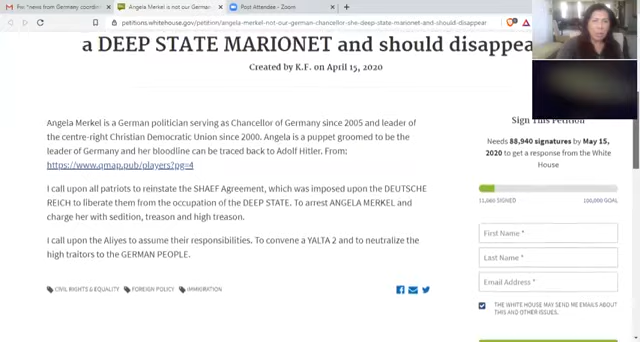 Angela Merkel is not our German
Post Attendee - Zoom
petitions.whitehouse.gov/petition/angela-merkel-not-our-german-chancellor-she-deep-state-marionet-and-should-disappear
a DEEP STATE MARIONET and should disappea
Created by K.F. on April 15, 2020
Angela Merkel is a German politician serving as Chancellor of Germany since 2005 and leader of
the centre-right Christian Democratic Union since 2000. Angela is a puppet groomed to be the
leader of Germany and her bloodline can be traced back to Adolf Hitler. From:
https://www.qmap.pub/players?pg=4
I call upon all patriots to reinstate the SHAEF Agreement, which was imposed upon the DEUTSCHE
REICH to liberate them from the occupation of the DEEP STATE. To arrest ANGELA MERKEL and
charge her with sedition, treason and high treason.
I call upon the Aliyes to assume their responsibilities. To convene a YALTA 2 and to neutralize the
high traitors to the GERMAN PEOPLE.
CIVIL RIGHTS & EQUALITY
FOREIGN POLICY
IMMIGRATION
Sign This Petition
Needs 88,940 signatures by May 15,
2020 to get a response from the White
House
SIGNED
100,000 GOAL
First Name *
Last Name *
Email Address *
THE WHITE HOUSE MAY SEND ME EMAILS ABOUT
THIS AND OTHER ISSUES.